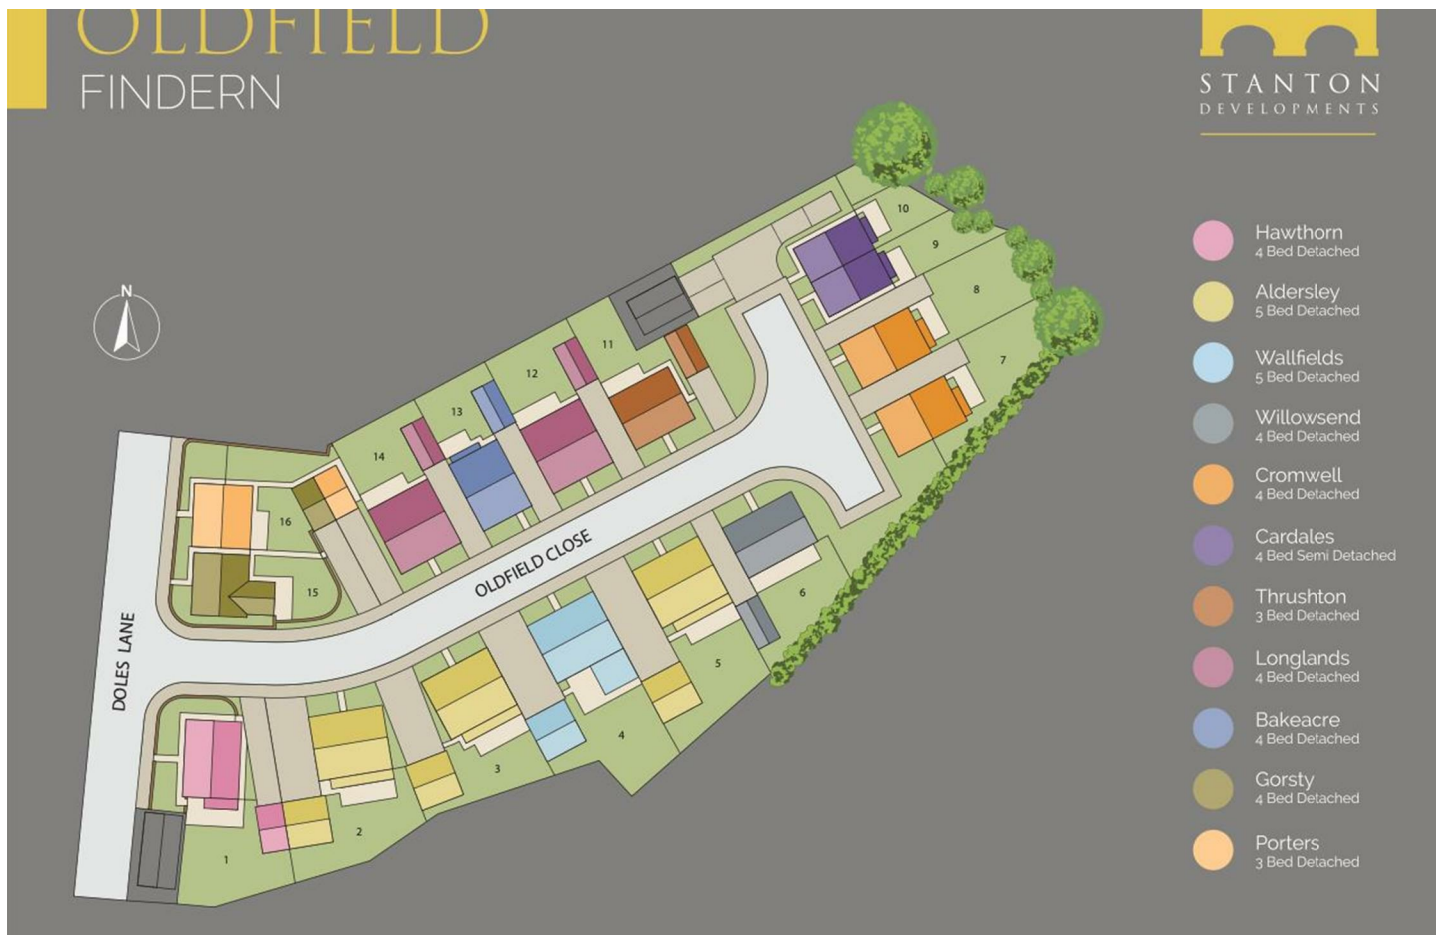 OLDFIELD
FINDERN
STANTON
DEVELOPMENTS
N
Hawthorn
4 Bed Detached
Aldersley
5 Bed Detached
Wallfields
5 Bed Detached
Willowsend
4 Bed Detached
Cromwell
4 Bed Detached
Cardales
4 Bed Semi Detached
Thrushton
3 Bed Detached
Longlands
4 Bed Detached
Bakeacre
4 Bed Detached
Gorsty
4 Bed Detached
Porters
3 Bed Detached
10
9
8
7
11
12
13
14
16
15
OLDFIELD CLOSE
DOLES LANE
6
5
4
3
2
1